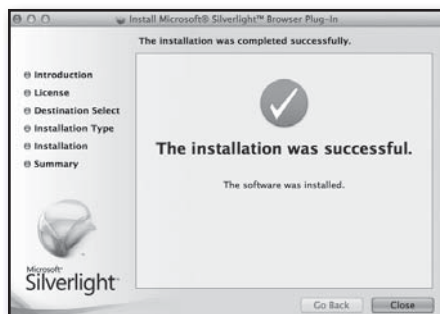 Install Microsoft® Silverlight™ Browser Plug-In
The installation was completed successfully.
Introduction
License
Destination Select
Installation Type
Installation
Summary
The installation was successful.
The software was installed.
Microsoft®
Silverlight™
Go Back
Close